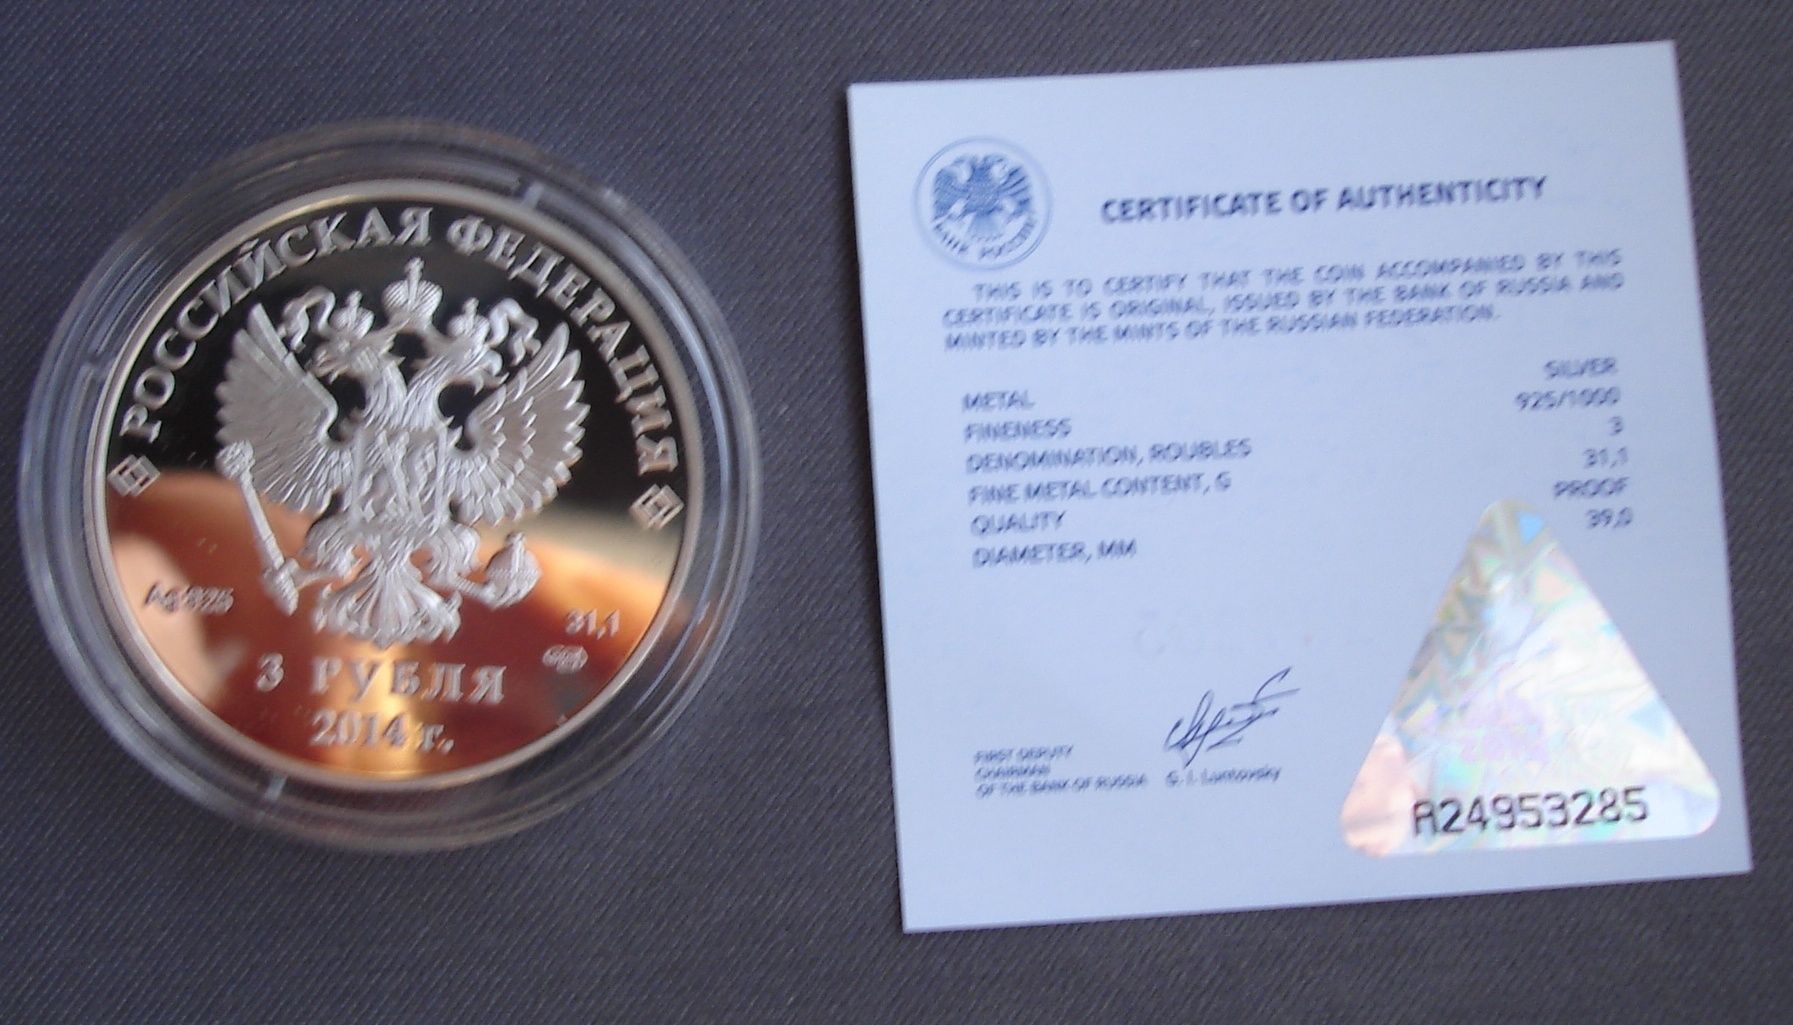 РОССИЙСКАЯ ФЕДЕРАЦИЯ
Ag 925
31,1
3 РУБЛЯ
2014 г.
БАНК РОССИИ
CERTIFICATE OF AUTHENTICITY
THIS IS TO CERTIFY THAT THE COIN ACCOMPANIED BY THIS
CERTIFICATE IS ORIGINAL, ISSUED BY THE BANK OF RUSSIA AND
MINTED BY THE MINTS OF THE RUSSIAN FEDERATION.
METAL SILVER
FINENESS 925/1000
DENOMINATION, ROUBLES 3
FINE METAL CONTENT, G 31,1
QUALITY PROOF
DIAMETER, MM 39,0
FIRST DEPUTY
CHAIRMAN
OF THE BANK OF RUSSIA G. I. Luntovsky
A24953285